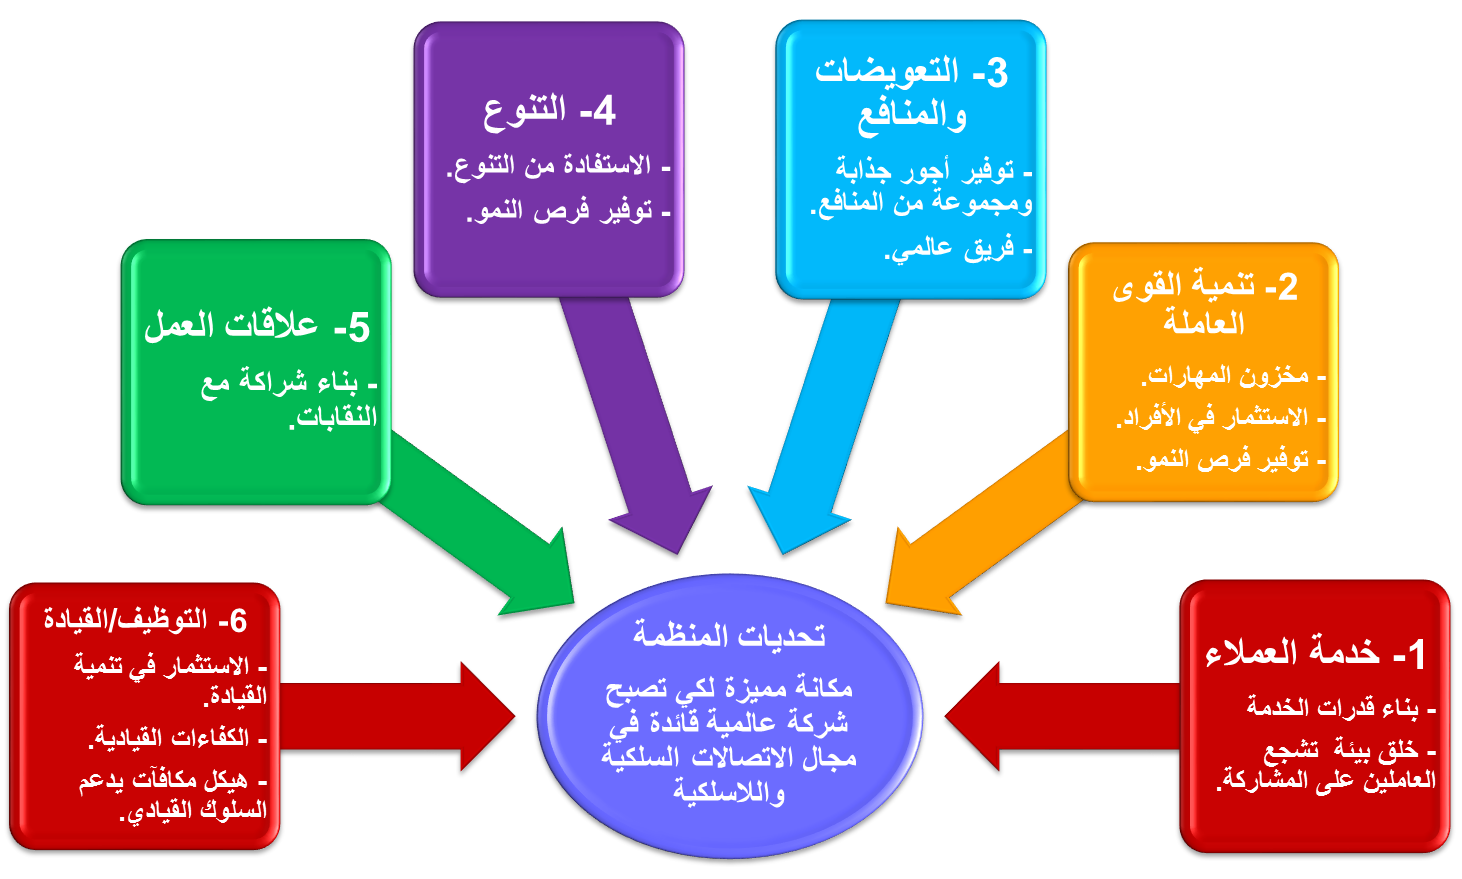 1- خدمة العملاء
- بناء قدرات الخدمة
- خلق بيئة تشجع
العاملين على المشاركة.
2- تنمية القوى
العاملة
- مخزون المهارات.
- الاستثمار في الأفراد.
- توفير فرص النمو.
3- التعويضات
والمنافع
- توفير أجور جذابة
ومجموعة من المنافع.
- فريق عالمي.
4- التنوع
- الاستفادة من التنوع.
- توفير فرص النمو.
5- علاقات العمل
- بناء شراكة مع
النقابات.
6- التوظيف/القيادة
- الاستثمار في تنمية
القيادة.
- الكفاءات القيادية.
- هيكل مكافآت يدعم
السلوك القيادي.
تحديات المنظمة
مكانة مميزة لكي تصبح
شركة عالمية قائدة في
مجال الاتصالات السلكية
واللاسلكية